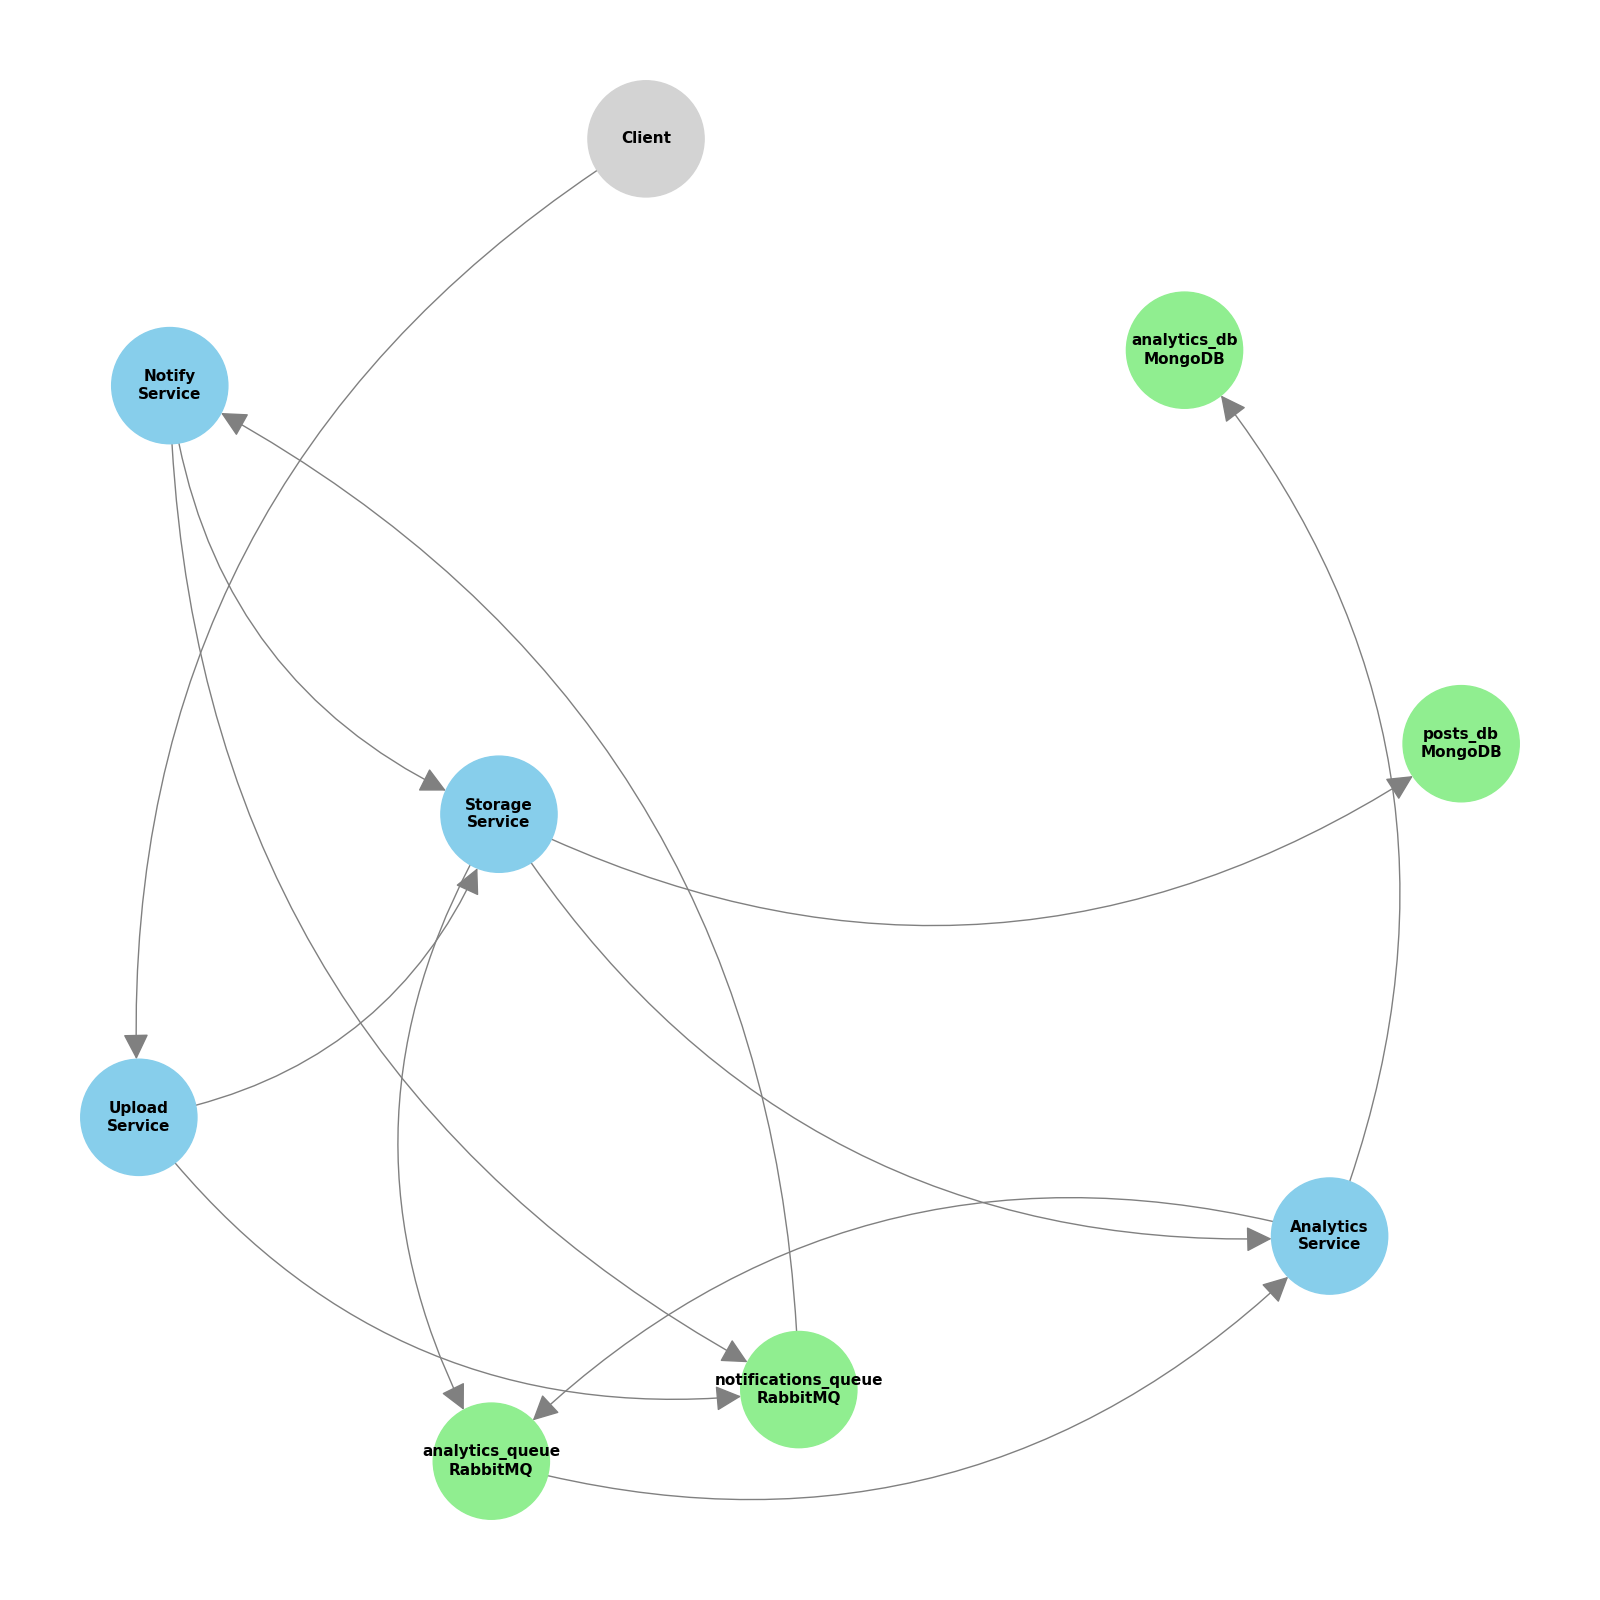 Client
analytics_db
MongoDB
Notify
Service
posts_db
MongoDB
Storage
Service
Upload
Service
Analytics
Service
notifications_queue
RabbitMQ
analytics_queue
RabbitMQ